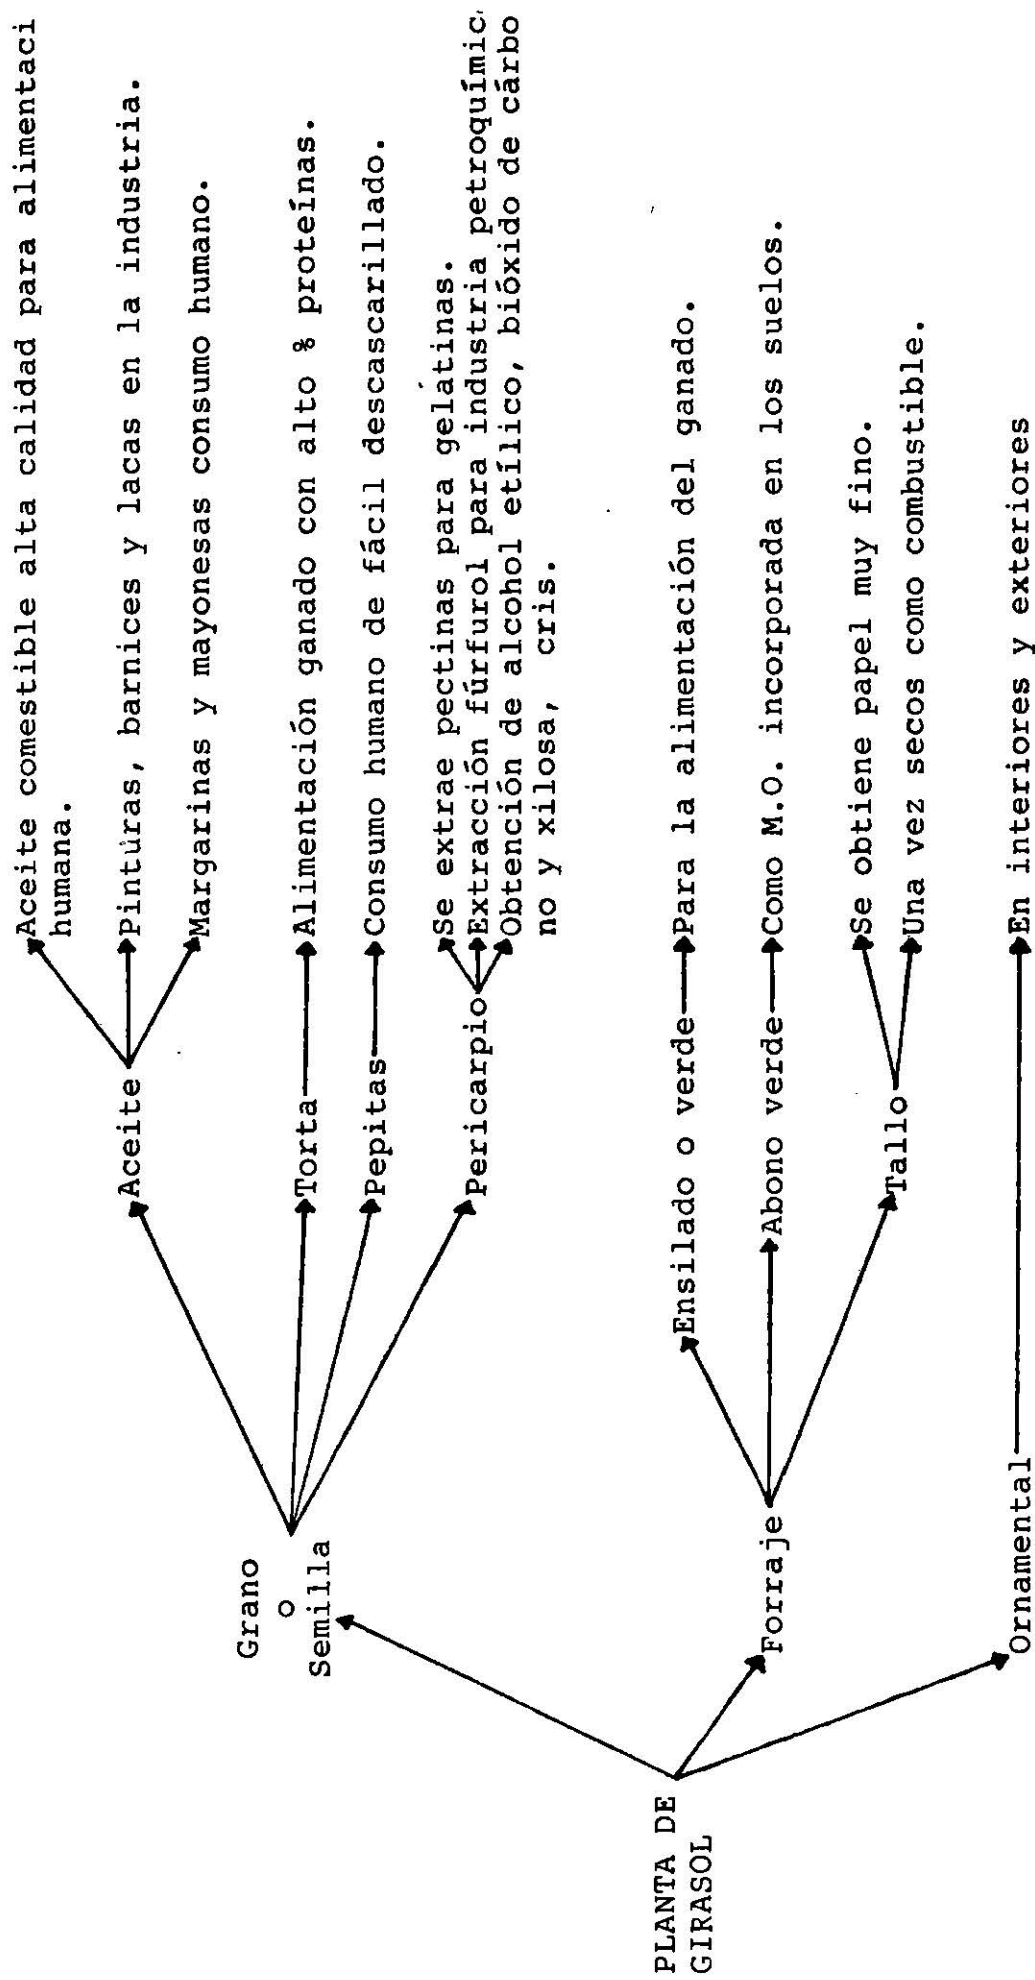 PLANTA DE
GIRASOL
Grano
o
Semilla
Aceite
Aceite comestible alta calidad para alimentaci
humana.
Pinturas, barnices y lacas en la industria.
Margarinas y mayonesas consumo humano.
Torta
Alimentación ganado con alto % proteínas.
Pepitas
Consumo humano de fácil descascarillado.
Pericarpio
Se extrae pectinas para gelatinas.
Extracción fúrfurol para industria petroquímic
Obtención de alcohol etílico, bióxido de cárbo
no y xilosa, cris.
Forraje
Ensilado o verde
Para la alimentación del ganado.
Abono verde
Como M.O. incorporada en los suelos.
Tallo
Se obtiene papel muy fino.
Una vez secos como combustible.
Ornamental
En interiores y exteriores